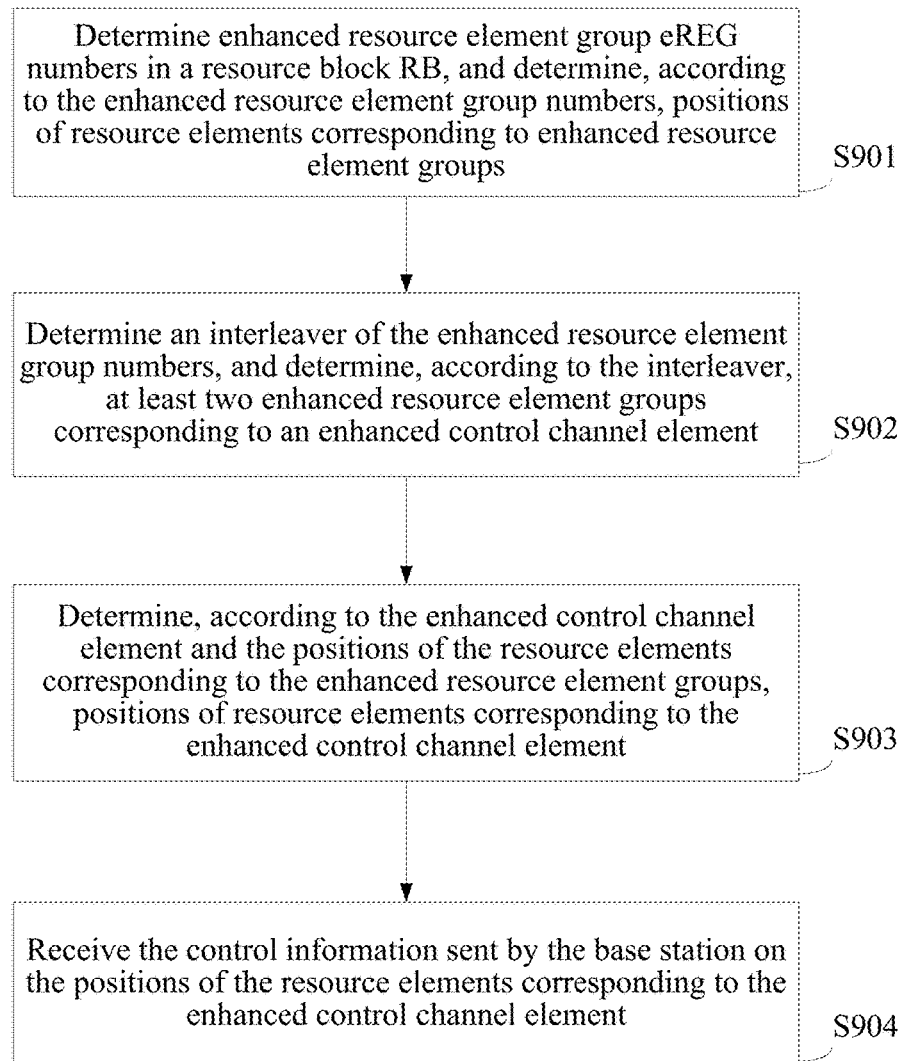 Determine enhanced resource element group eREG
numbers in a resource block RB, and determine, according
to the enhanced resource element group numbers, positions
of resource elements corresponding to enhanced resource
element groups
S901
Determine an interleaver of the enhanced resource element
group numbers, and determine, according to the interleaver,
at least two enhanced resource element groups
corresponding to an enhanced control channel element
S902
Determine, according to the enhanced control channel
element and the positions of the resource elements
corresponding to the enhanced resource element groups,
positions of resource elements corresponding to the
enhanced control channel element
S903
Receive the control information sent by the base station on
the positions of the resource elements corresponding to the
enhanced control channel element
S904